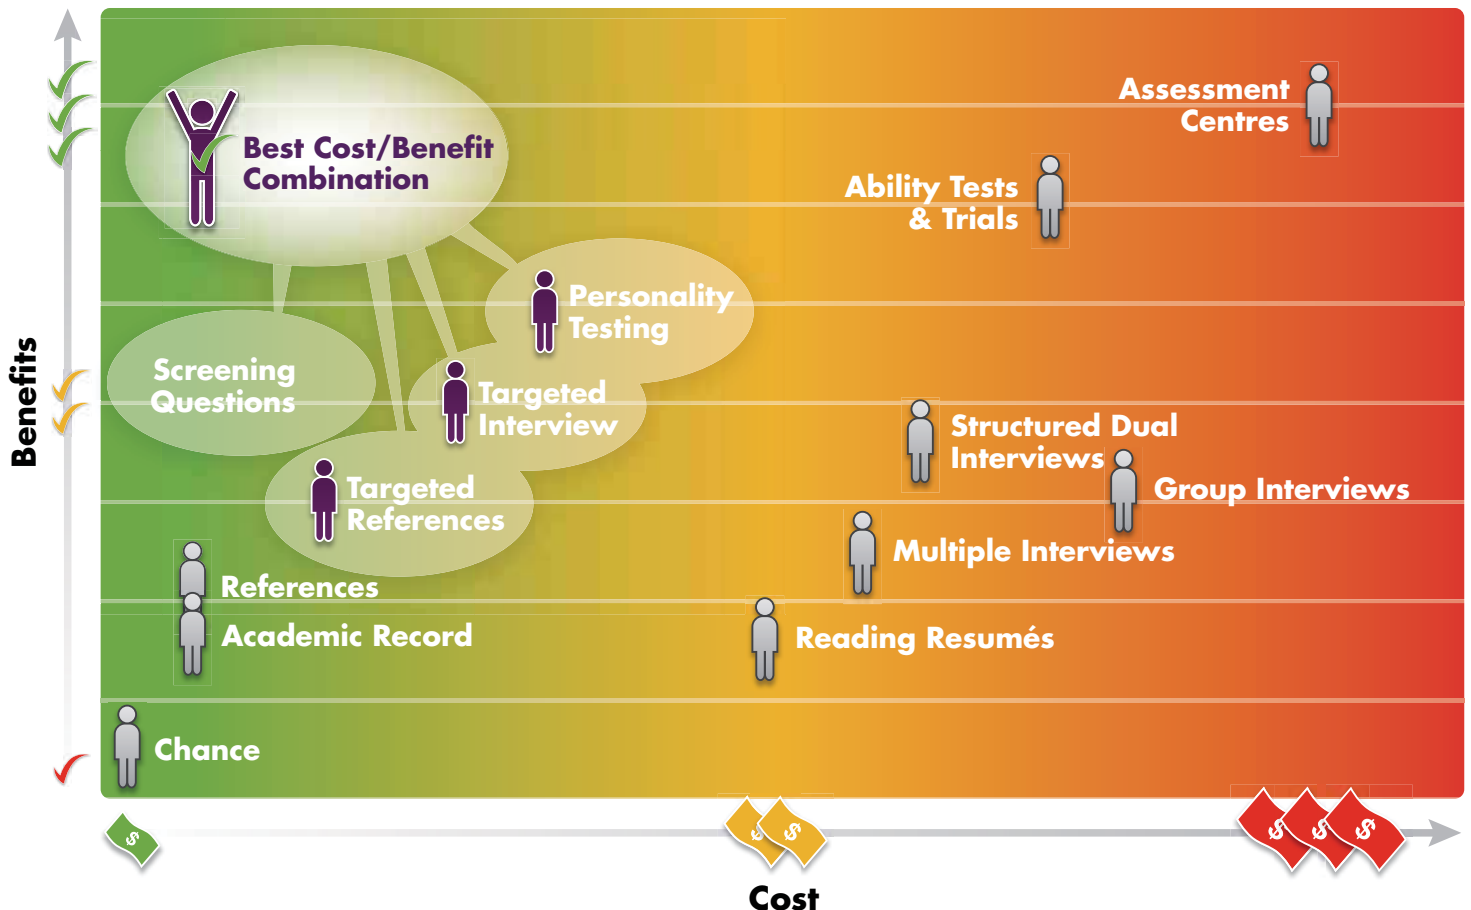 Assessment
Centres
Best Cost/Benefit
Combination
Ability Tests
& Trials
Personality
Testing
Screening
Questions
Targeted
Interview
Structured Dual
Interviews
Group Interviews
Targeted
References
Multiple Interviews
References
Academic Record
Reading Resumés
Chance
Benefits
$
$ $
$ $ $
Cost